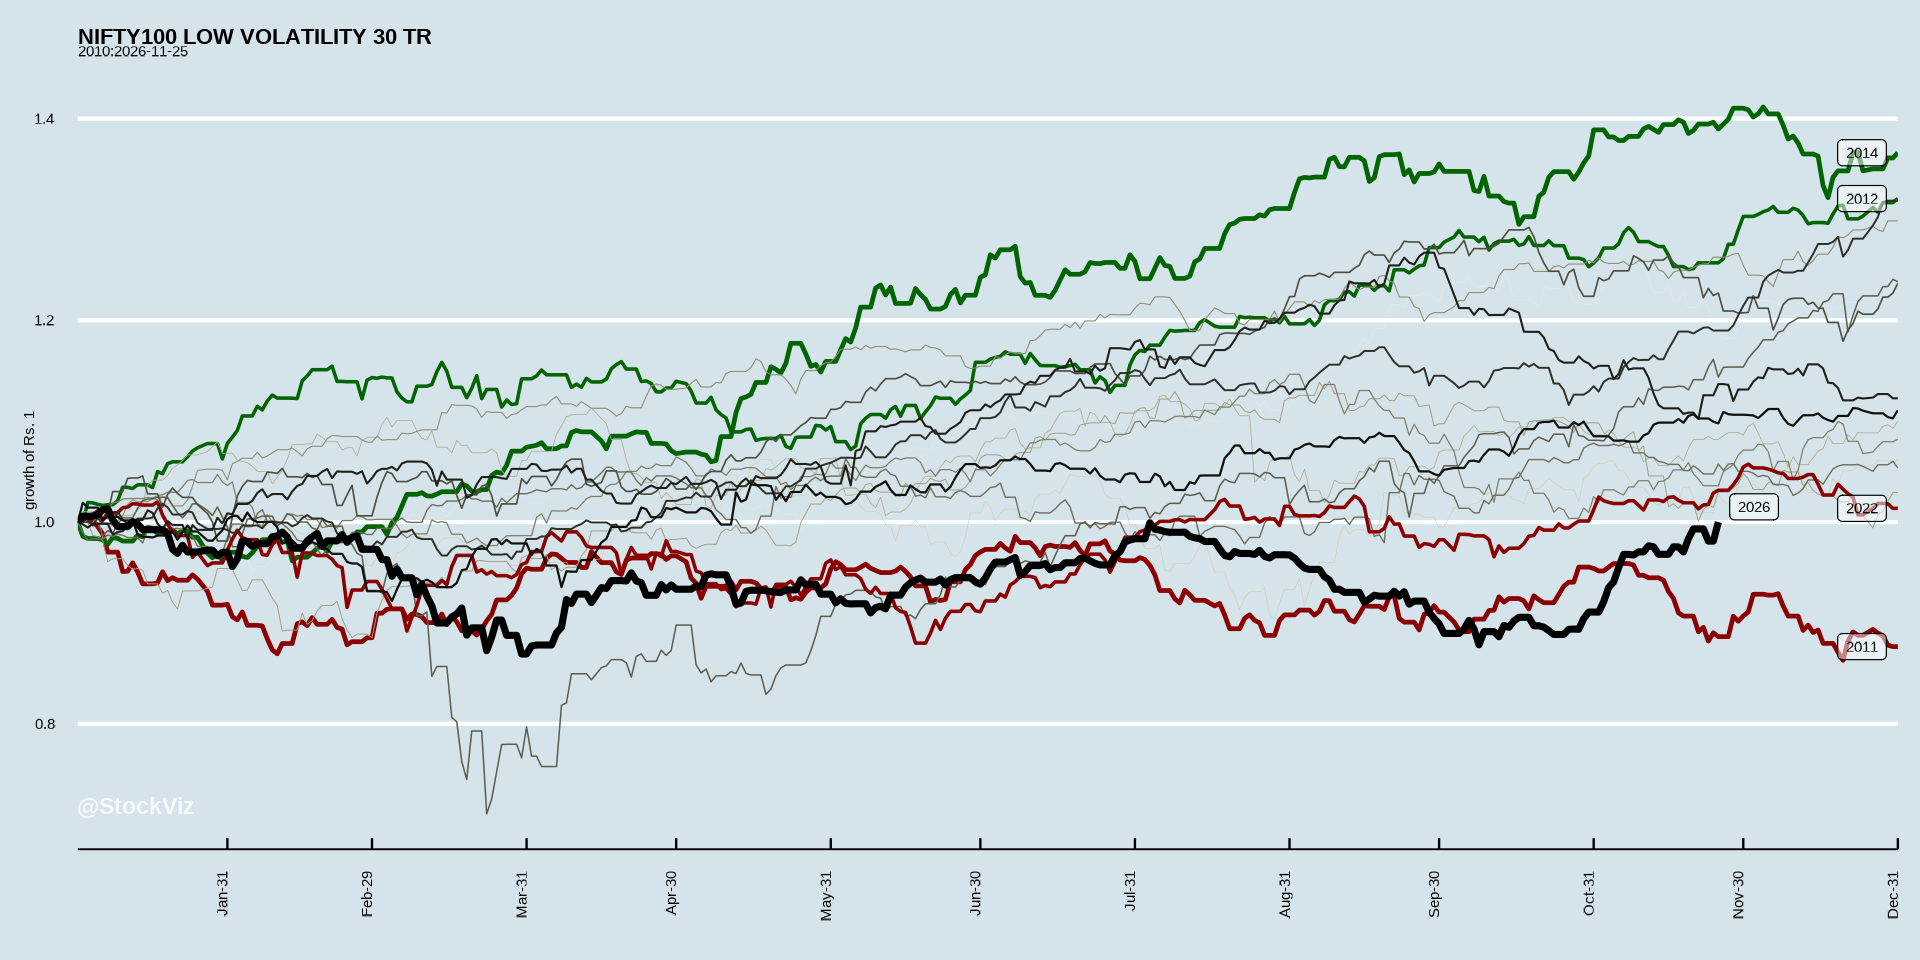 NIFTY100 LOW VOLATILITY 30 TR
2010:2026-11-25
growth of Rs. 1
1.4
1.2
1.0
0.8
2014
2012
2026
2022
2011
@StockViz
Jan-31
Feb-29
Mar-31
Apr-30
May-31
Jun-30
Jul-31
Aug-31
Sep-30
Oct-31
Nov-30
Dec-31